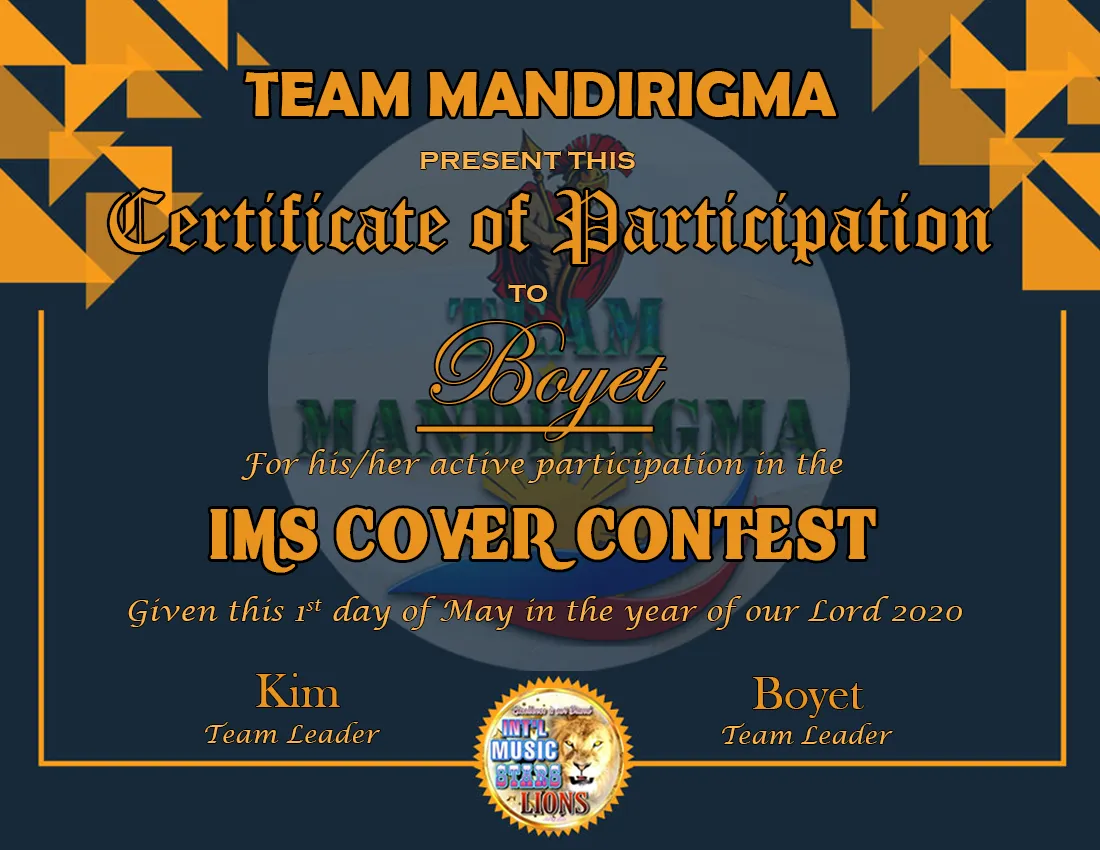 TEAM MANDIRIGMA
PRESENT THIS
Certificate of Participation
TO
TEAM
Boyet
MANDIRIGMA
For his/her active participation in the
IMS COVER CONTEST
Given this 1st day of May in the year of our Lord 2020
Kim
Team Leader
Boyet
Team Leader
INT'L
MUSIC
STARS
LIONS